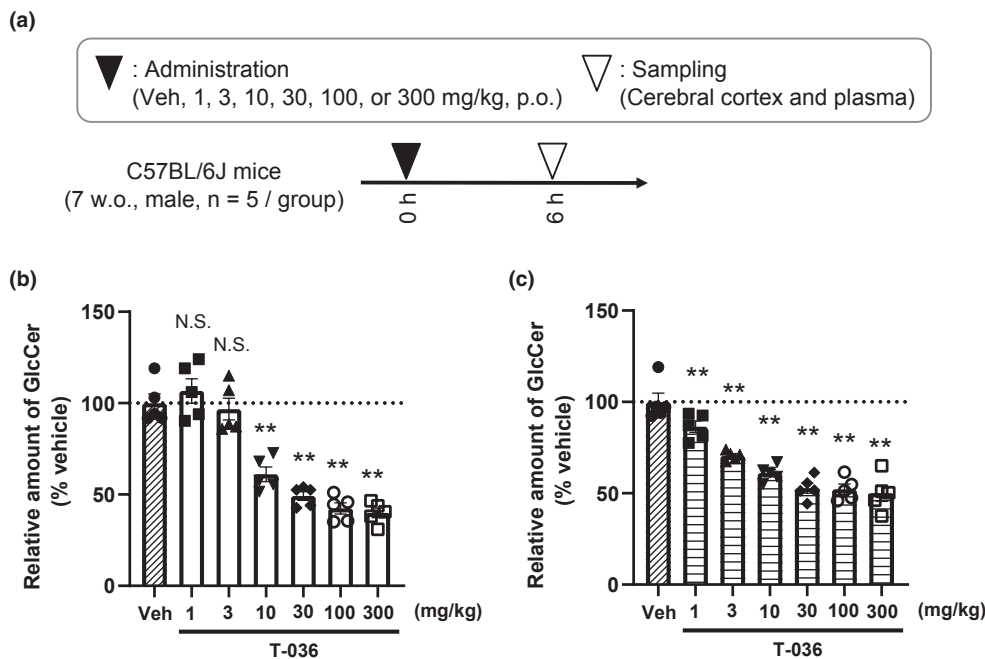 (a)
: Administration
(Veh, 1, 3, 10, 30, 100, or 300 mg/kg, p.o.)
: Sampling
(Cerebral cortex and plasma)
C57BL/6J mice
(7 w.o., male, n = 5 / group)
0 h
6 h
(b)
Relative amount of GlcCer
(% vehicle)
150
100
50
0
N.S.
N.S.
**
**
**
**
Veh
1
3
10
30
100
300
(mg/kg)
T-036
(c)
Relative amount of GlcCer
(% vehicle)
150
100
50
0
**
**
**
**
**
**
Veh
1
3
10
30
100
300
(mg/kg)
T-036